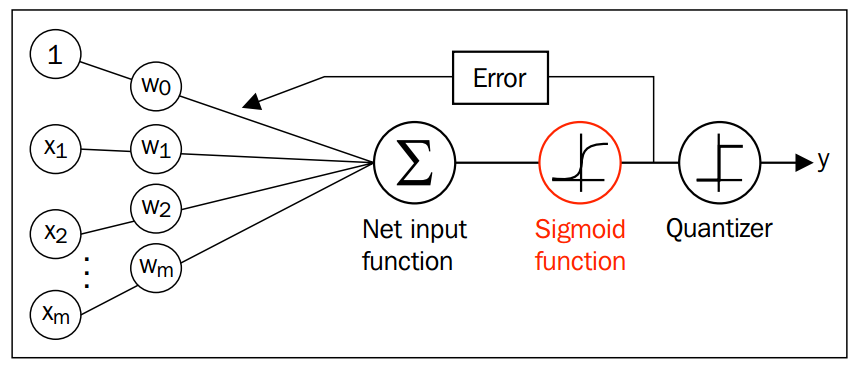 1
w0
Error
x1
w1
Σ
y
w2
x2
Net input
function
Sigmoid
function
Quantizer
wm
⋮
xm